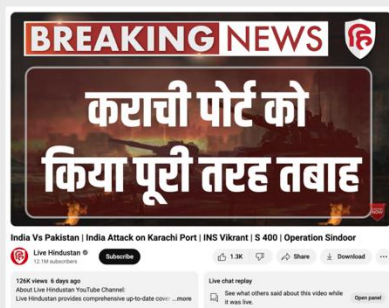 BREAKING NEWS
कराची पोर्ट को
किया पूरी तरह तबाह
India Vs Pakistan | India Attack on Karachi Port | INS Vikrant | S 400 | Operation Sindoor
Live Hindustan
12.1M subscribers
Subscribe
1.3K
Share
Download
126K views 6 days ago
About Live Hindustan YouTube Channel:
Live Hindustan provides comprehensive up-to-date cover ...more
Live chat replay
See what others said about this video while
it was live.
Open panel